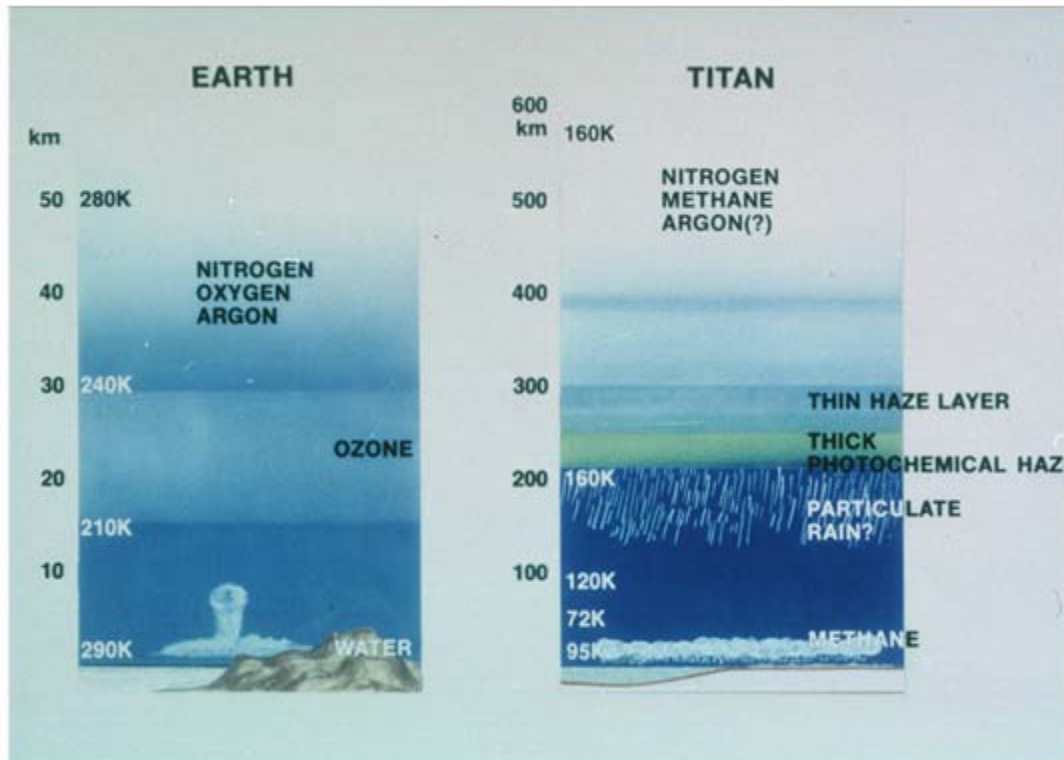 EARTH
km
50 280K
NITROGEN
OXYGEN
ARGON
40
30 240K
OZONE
20
210K
10
WATER
290K
TITAN
600
km 160K
NITROGEN
METHANE
ARGON(?)
500
400
300
THIN HAZE LAYER
THICK
PHOTOCHEMICAL HAZ
200 160K
PARTICULATE
RAIN?
100 120K
72K
METHANE
95K